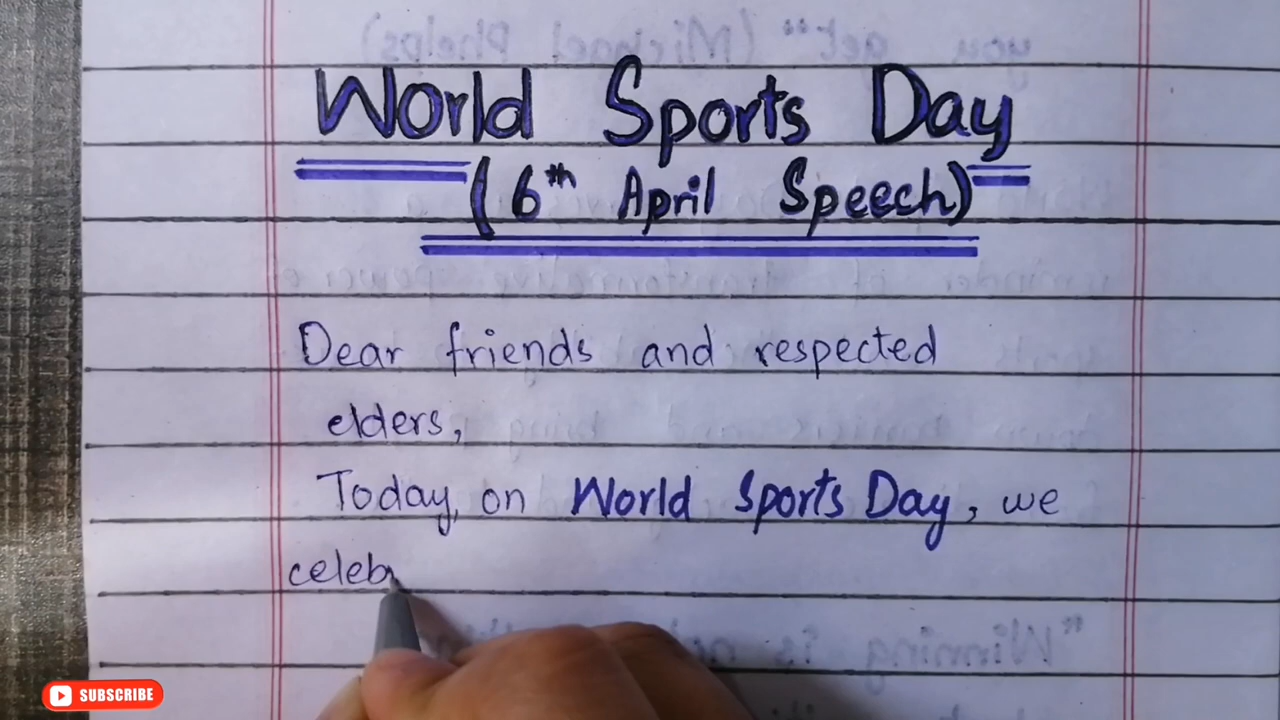 World Sports Day
(6th April Speech)
Dear friends and respected
elders,
Today, on World Sports Day, we
celeb
SUBSCRIBE